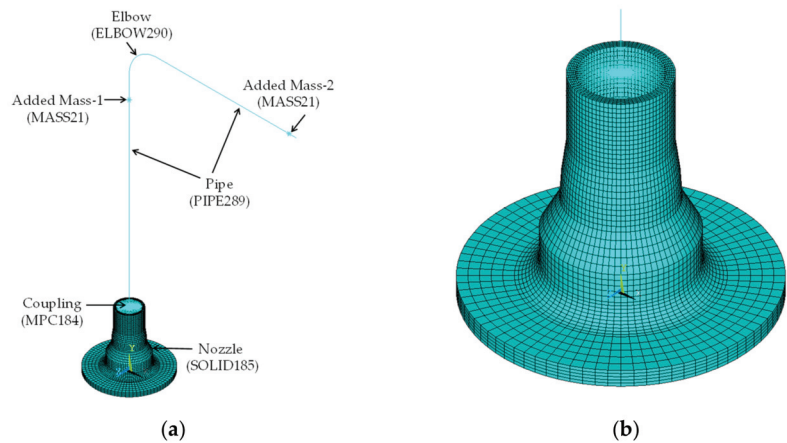 Elbow
(ELBOW290)
Added Mass-1
(MASS21)
Added Mass-2
(MASS21)
Pipe
(PIPE289)
Coupling
(MPC184)
Nozzle
(SOLID185)
Y
Z
(a)
(b)